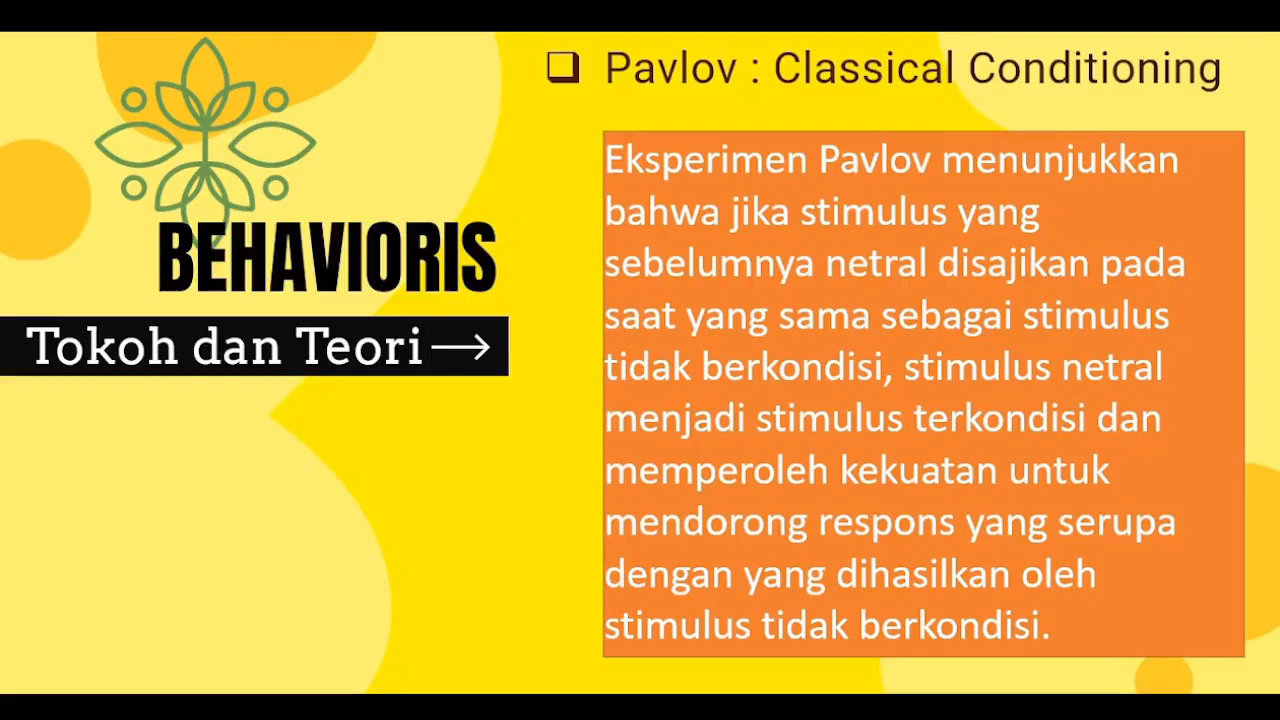 BEHAVIORIS
Tokoh dan Teori
Pavlov : Classical Conditioning
Eksperimen Pavlov menunjukkan
bahwa jika stimulus yang
sebelumnya netral disajikan pada
saat yang sama sebagai stimulus
tidak berkondisi, stimulus netral
menjadi stimulus terkondisi dan
memperoleh kekuatan untuk
mendorong respons yang serupa
dengan yang dihasilkan oleh
stimulus tidak berkondisi.